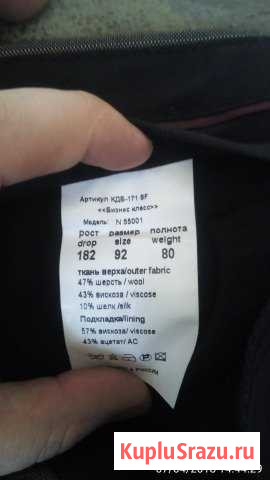 Артикул КДБ-171 SF
<<Бизнес класс>>
Модель: N 55001
рост размер полнота
drop size weight
182 92 80
ткань верха/outer fabric
47% шерсть / wool
43% вискоза / viscose
10% шелк /silk
Подкладка/lining
57% вискоза/ viscose
43% ацетат/ AC
КуплюСразу.ru